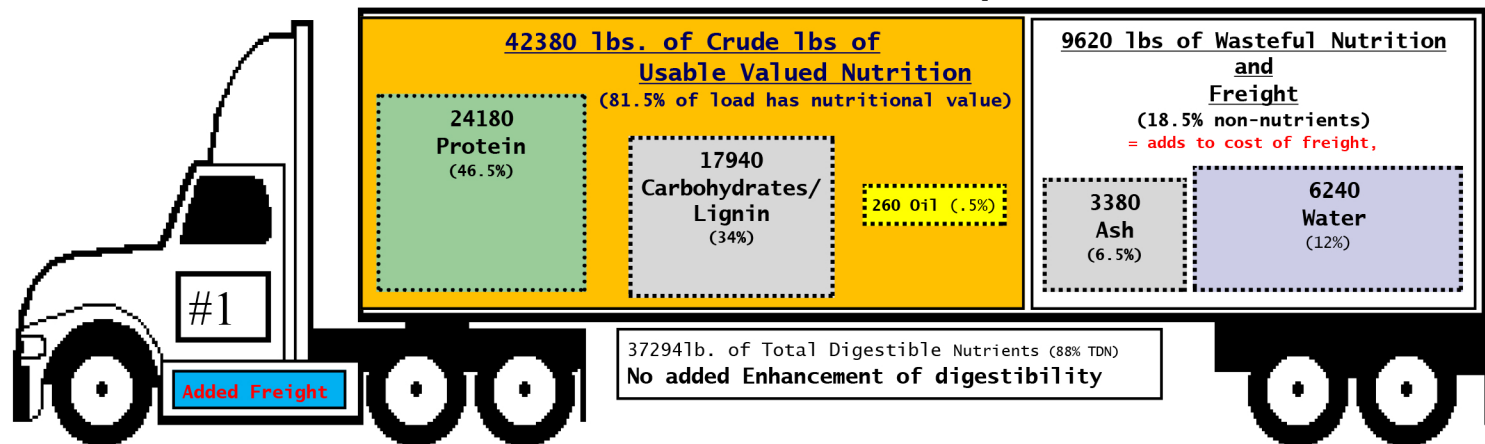 42380 lbs. of Crude lbs of
Usable Valued Nutrition
(81.5% of load has nutritional value)
24180
Protein
(46.5%)
17940
Carbohydrates/
Lignin
(34%)
260 Oil (.5%)
9620 lbs of Wasteful Nutrition
and
Freight
(18.5% non-nutrients)
= adds to cost of freight,
3380
Ash
(6.5%)
6240
Water
(12%)
#1
Added Freight
37294lb. of Total Digestible Nutrients (88% TDN)
No added Enhancement of digestibility